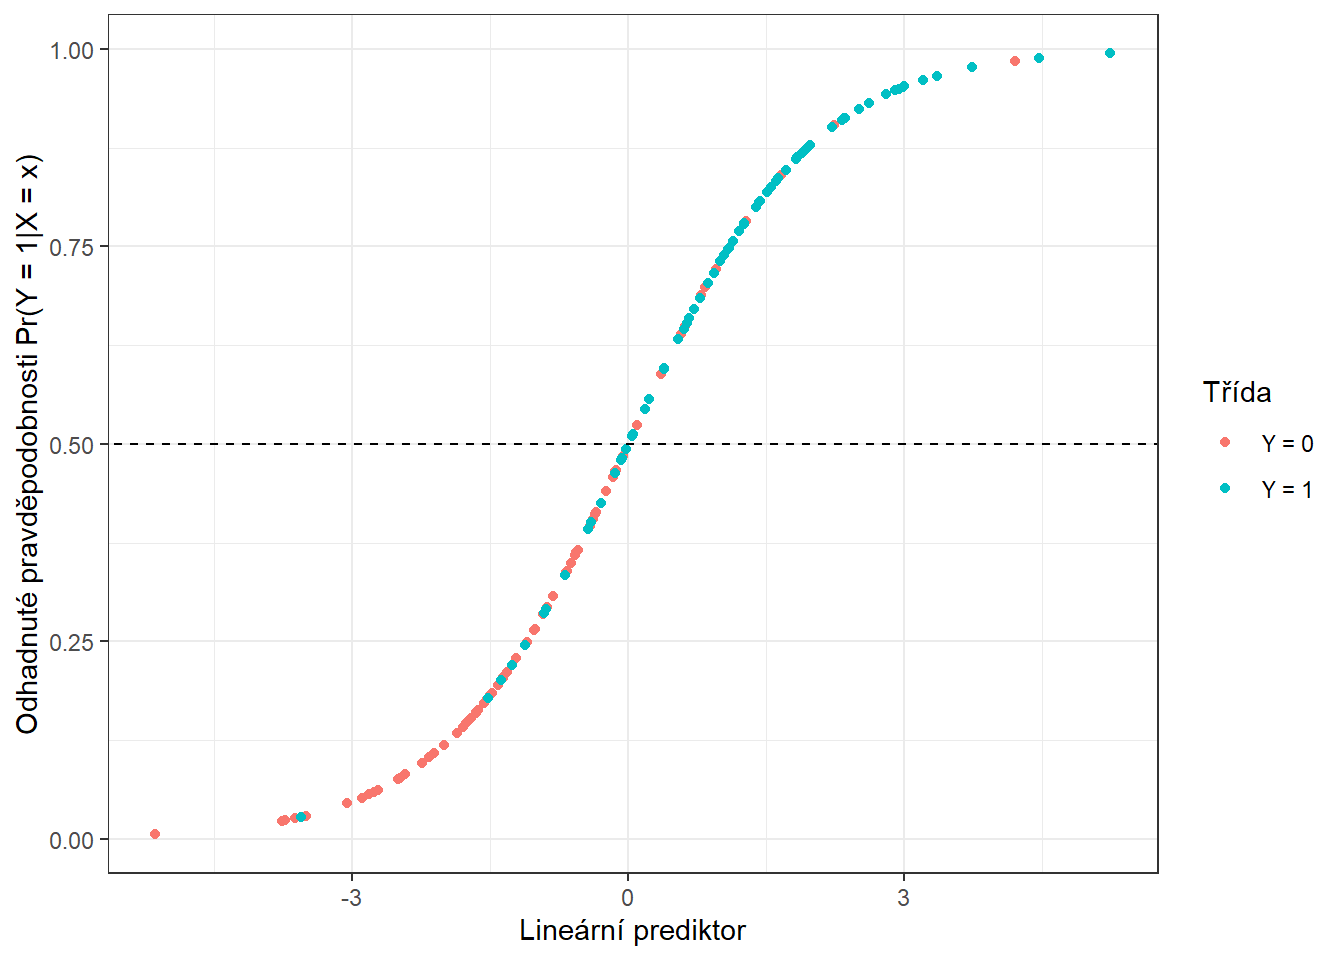 1.00
0.75
0.50
0.25
0.00
-3
0
3
Lineární prediktor
Odhadnuté pravděpodobnosti Pr(Y = 1|X = x)
Třída
Y = 0
Y = 1